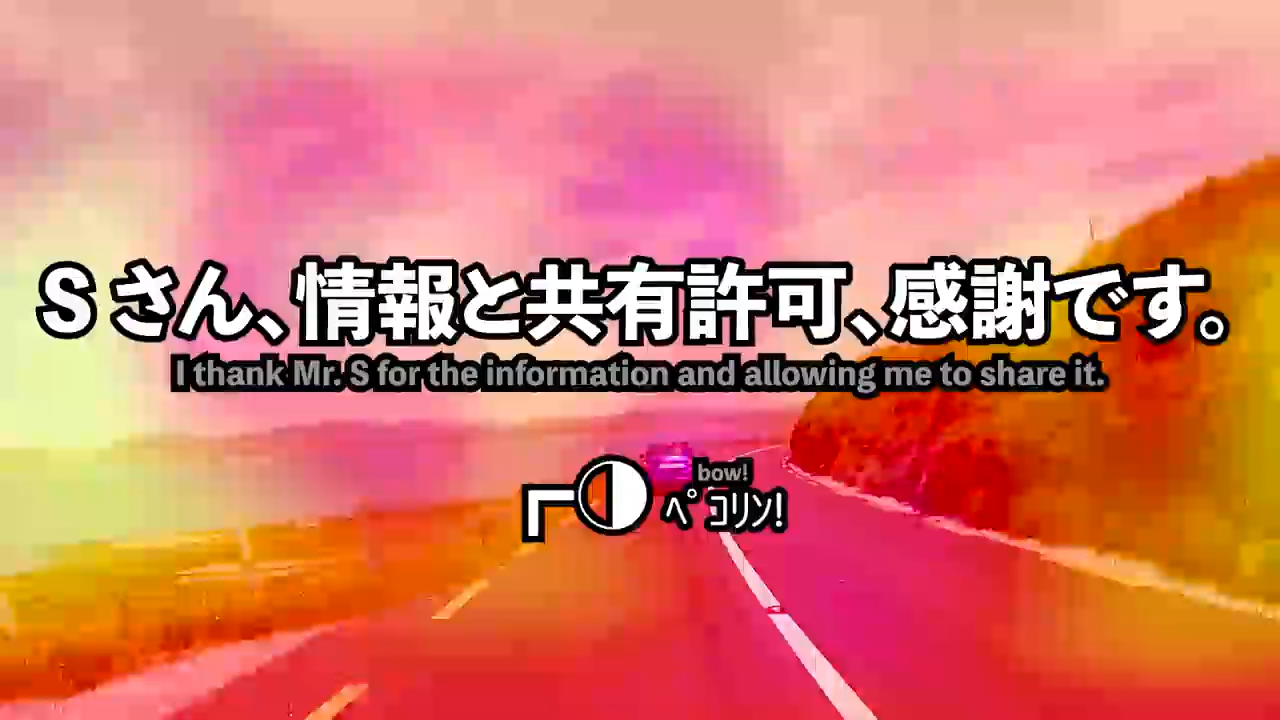 Sさん、情報と共有許可、感謝です。
I thank Mr. S for the information and allowing me to share it.
bow!
┏◑ ペコリン!